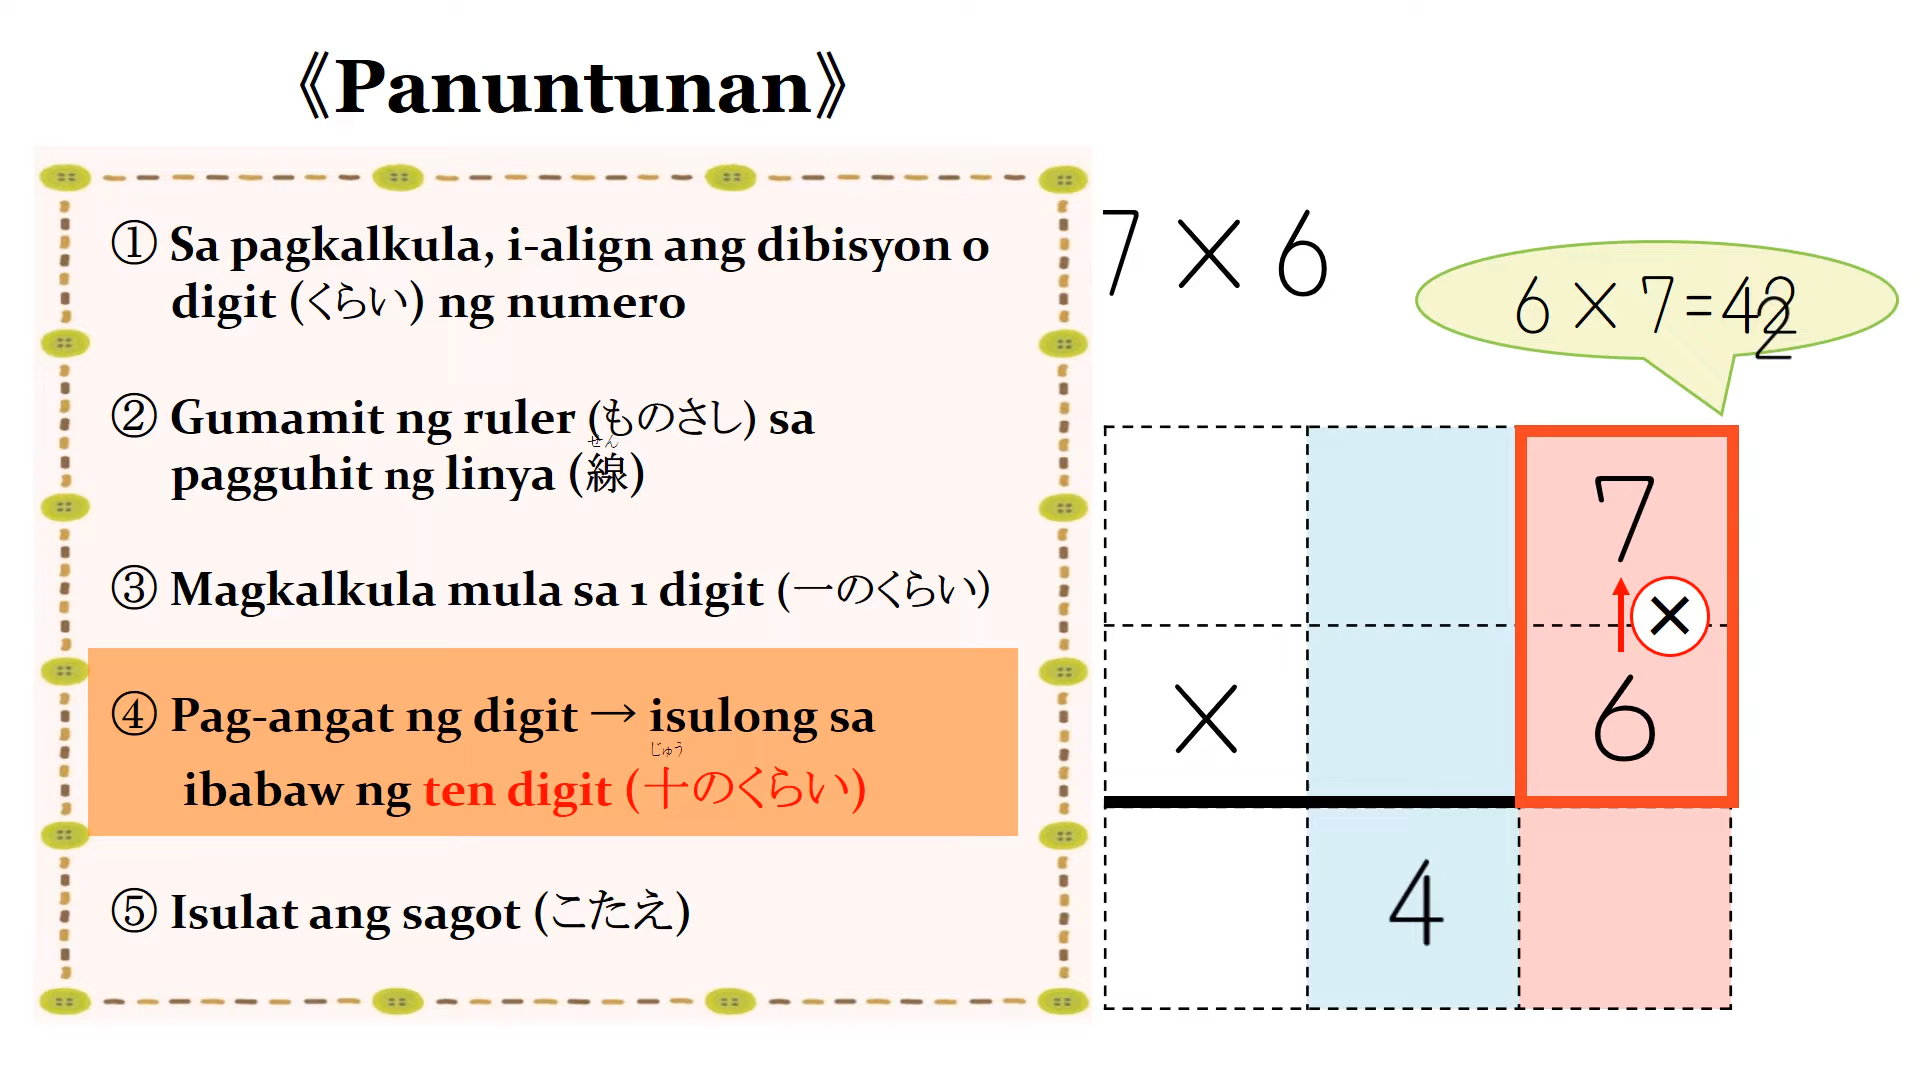 《Panuntunan》
① Sa pagkalkula, i-align ang dibisyon o
digit (くらい) ng numero
② Gumamit ng ruler (ものさし) sa
せん
pagguhit ng linya (線)
③ Magkalkula mula sa 1 digit (一のくらい)
④ Pag-angat ng digit → isulong sa
じゅう
ibabaw ng ten digit (十のくらい)
⑤ Isulat ang sagot (こたえ)
7 × 6
6 × 7 = 42
2
7
×
× 6
4